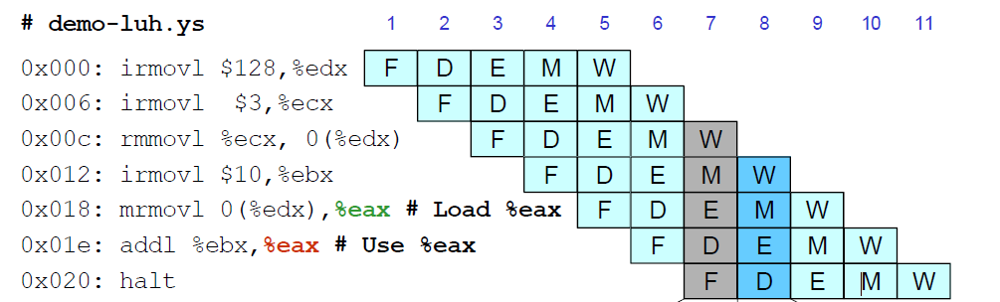 # demo-luh.ys 1 2 3 4 5 6 7 8 9 10 11
0x000: irmovl $128,%edx F D E M W
0x006: irmovl  $3,%ecx F D E M W
0x00c: rmmovl %ecx, 0(%edx) F D E M W
0x012: irmovl $10,%ebx F D E M W
0x018: mrmovl 0(%edx),%eax # Load %eax F D E M W
0x01e: addl %ebx,%eax # Use %eax F D E M W
0x020: halt F D E M W